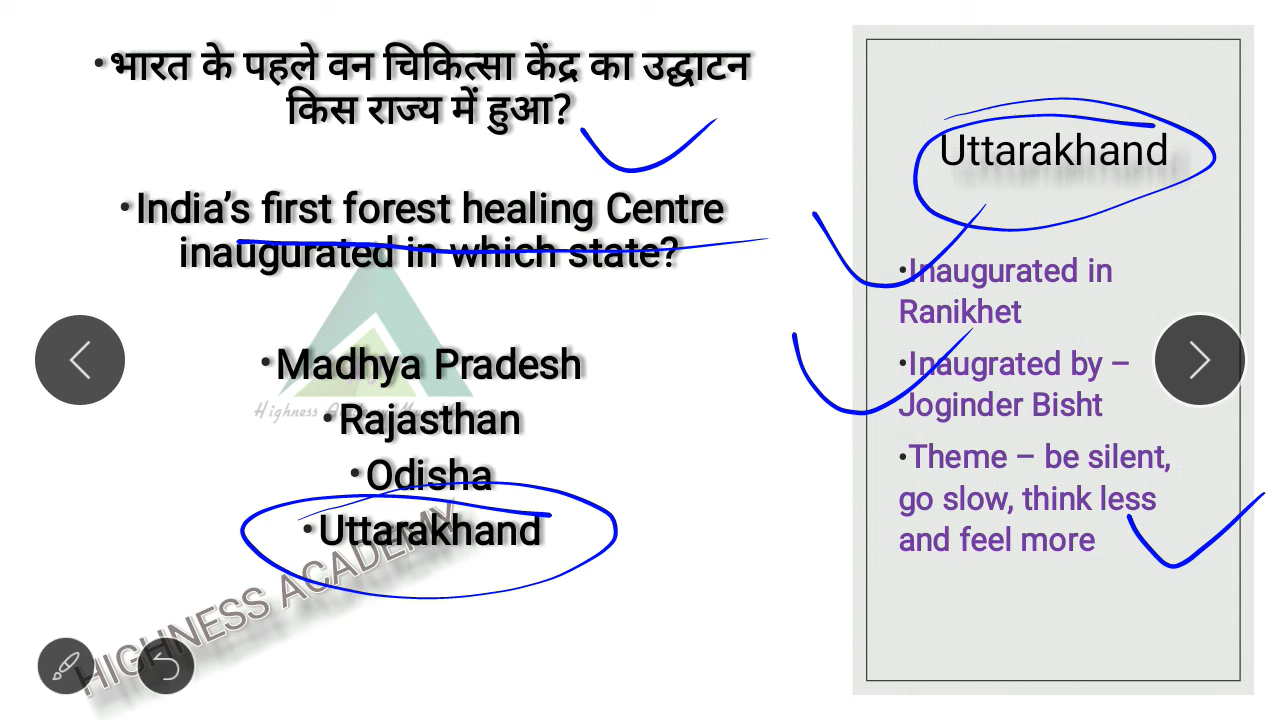 •भारत के पहले वन चिकित्सा केंद्र का उद्घाटन
किस राज्य में हुआ?
•India’s first forest healing Centre
inaugurated in which state?
•Madhya Pradesh
•Rajasthan
•Odisha
•Uttarakhand
Highness
HIGHNESS ACADEMY
Uttarakhand
•Inaugurated in
Ranikhet
•Inaugrated by –
Joginder Bisht
•Theme – be silent,
go slow, think less
and feel more